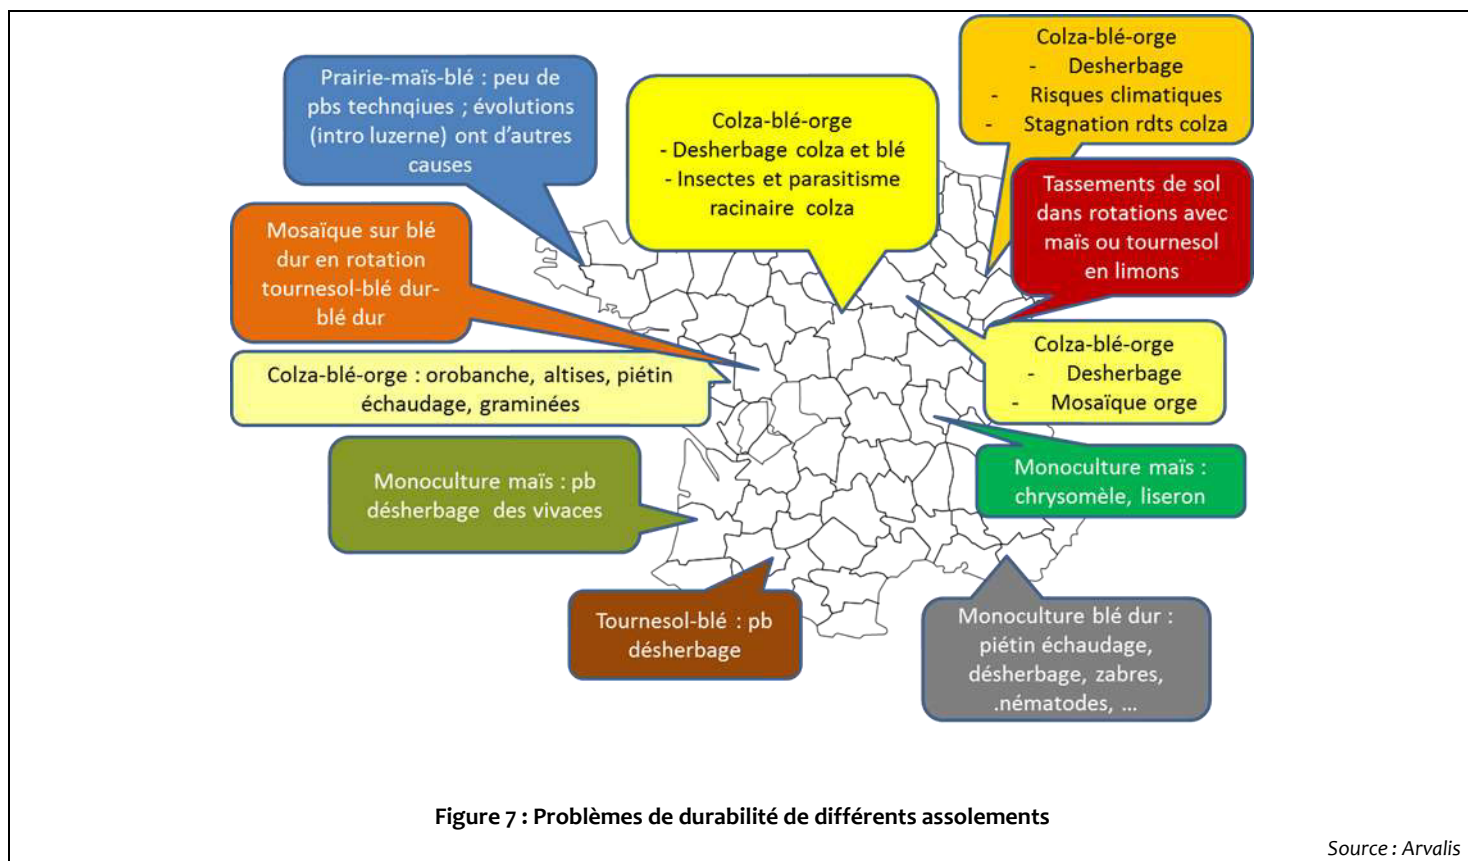 Prairie-maïs-blé : peu de
pbs technqiues ; évolutions
(intro luzerne) ont d'autres
causes
Colza-blé-orge
- Desherbage colza et blé
- Insectes et parasitisme
racinaire colza
Colza-blé-orge
- Desherbage
- Risques climatiques
- Stagnation rdts colza
Mosaïque sur blé
dur en rotation
tournesol-blé dur-
blé dur
Tassements de sol
dans rotations avec
maïs ou tournesol
en limons
Colza-blé-orge : orobanche, altises, piétin
échaudage, graminées
Colza-blé-orge
- Desherbage
- Mosaïque orge
Monoculture maïs : pb
désherbage des vivaces
Monoculture maïs :
chrysomèle, liseron
Tournesol-blé : pb
désherbage
Monoculture blé dur :
piétin échaudage,
désherbage, zabres,
.nématodes, ...
Figure 7 : Problèmes de durabilité de différents assolements
Source : Arvalis